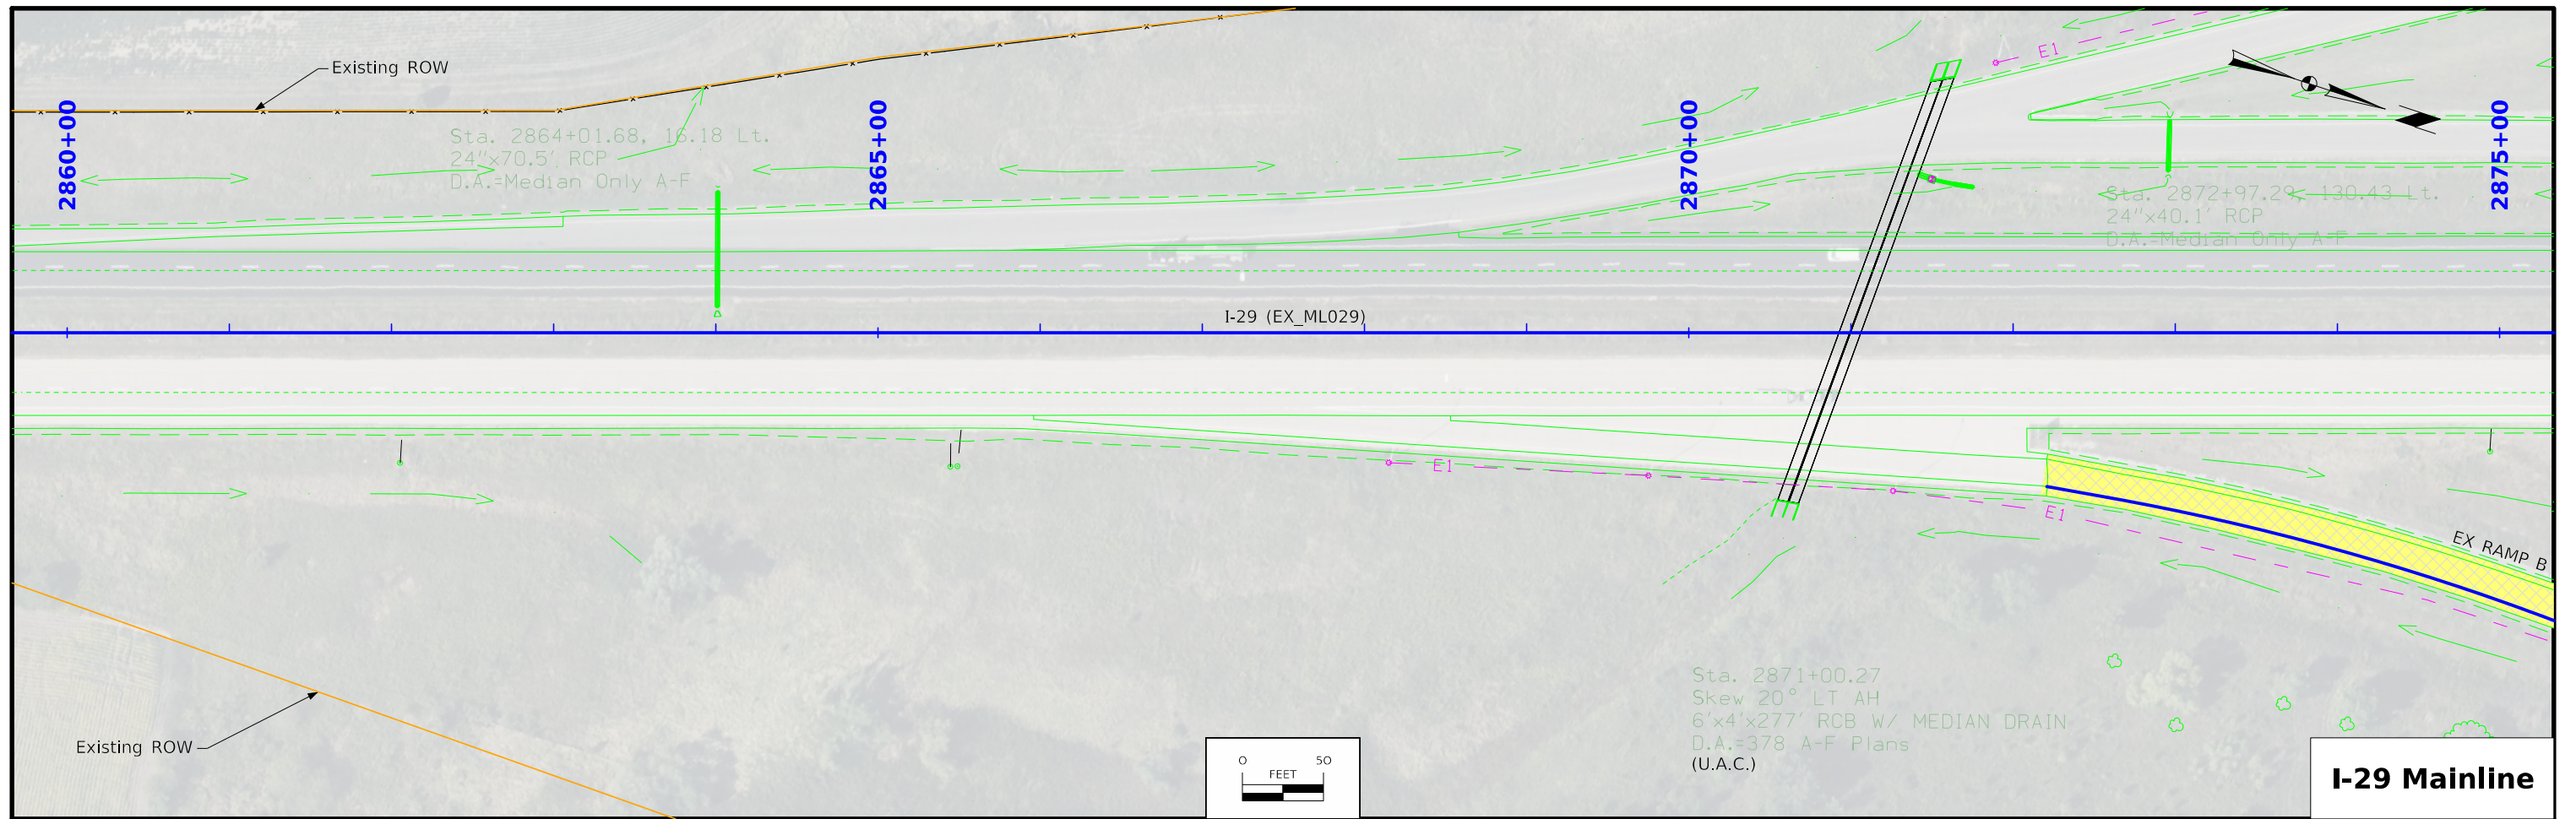 E1
Existing ROW
2860+00
2865+00
2870+00
2875+00
Sta. 2864+01.68, 16.18 Lt.
24"x70.5' RCP
D.A.=Median Only A-F
Sta. 2872+97.29, 130.43 Lt.
24"x40.1' RCP
D.A.=Median Only A-F
I-29 (EX_ML029)
E1
E1
EX RAMP B
Sta. 2871+00.27
Skew 20° LT AH
6'x4'x277' RCB W/ MEDIAN DRAIN
D.A.=378 A-F Plans
(U.A.C.)
Existing ROW
0 50
FEET
I-29 Mainline